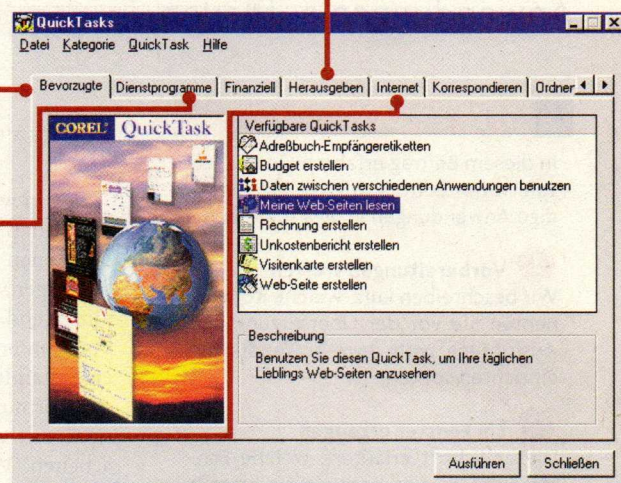 QuickTasks
Datei Kategorie QuickTask Hilfe
Bevorzugte Dienstprogramme Finanziell Herausgeben Internet Korrespondieren Ordner
COREL QuickTask
Verfügbare QuickTasks
Adreßbuch-Empfängeretiketten
Budget erstellen
Daten zwischen verschiedenen Anwendungen benutzen
Meine Web-Seiten lesen
Rechnung erstellen
Unkostenbericht erstellen
Visitenkarte erstellen
Web-Seite erstellen
Beschreibung
Benutzen Sie diesen QuickTask, um Ihre täglichen
Lieblings Web-Seiten anzusehen
Ausführen Schließen